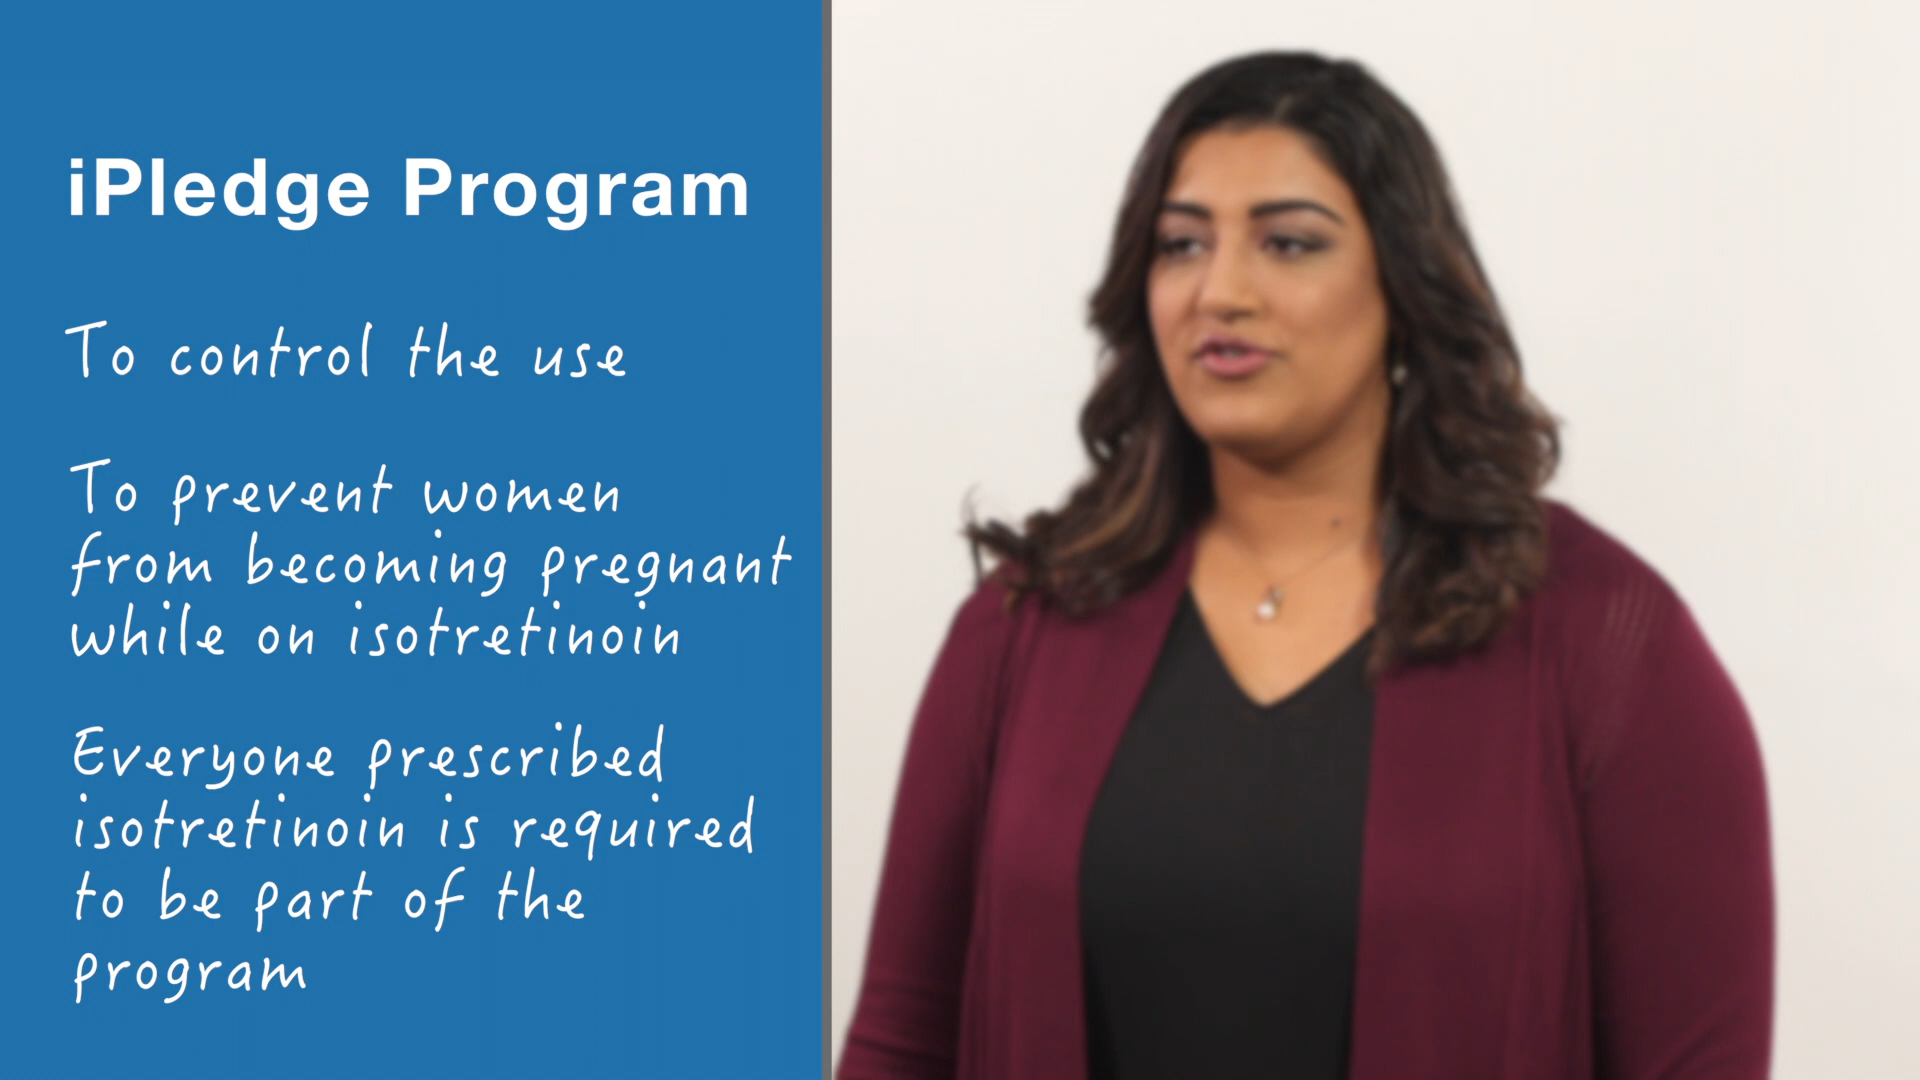 iPledge Program
To control the use
To prevent women
from becoming pregnant
while on isotretinoin
Everyone prescribed
isotretinoin is required
to be part of the
program